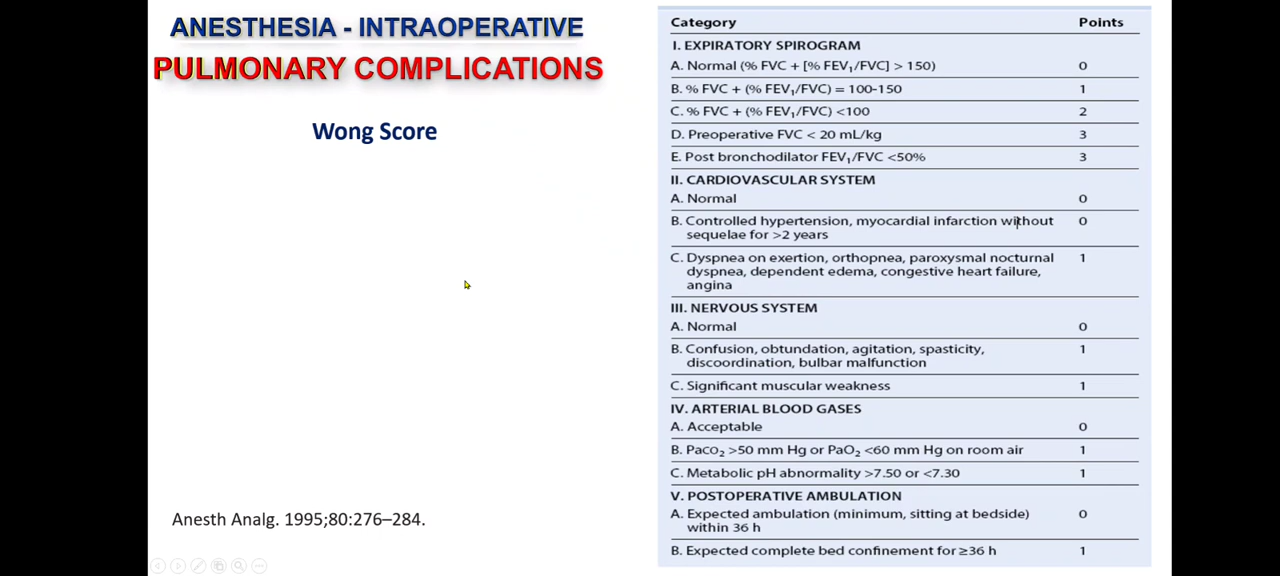 ANESTHESIA - INTRAOPERATIVE
PULMONARY COMPLICATIONS
Wong Score
Anesth Analg. 1995;80:276–284.
Category Points
I. EXPIRATORY SPIROGRAM
A. Normal (% FVC + [% FEV₁/FVC] > 150) 0
B. % FVC + (% FEV₁/FVC) = 100-150 1
C. % FVC + (% FEV₁/FVC) <100 2
D. Preoperative FVC < 20 mL/kg 3
E. Post bronchodilator FEV₁/FVC <50% 3
II. CARDIOVASCULAR SYSTEM
A. Normal 0
B. Controlled hypertension, myocardial infarction without 0
sequelae for >2 years
C. Dyspnea on exertion, orthopnea, paroxysmal nocturnal 1
dyspnea, dependent edema, congestive heart failure,
angina
III. NERVOUS SYSTEM
A. Normal 0
B. Confusion, obtundation, agitation, spasticity, 1
discoordination, bulbar malfunction
C. Significant muscular weakness 1
IV. ARTERIAL BLOOD GASES
A. Acceptable 0
B. PaCO₂ >50 mm Hg or PaO₂ <60 mm Hg on room air 1
C. Metabolic pH abnormality >7.50 or <7.30 1
V. POSTOPERATIVE AMBULATION
A. Expected ambulation (minimum, sitting at bedside) 0
within 36 h
B. Expected complete bed confinement for ≥36 h 1